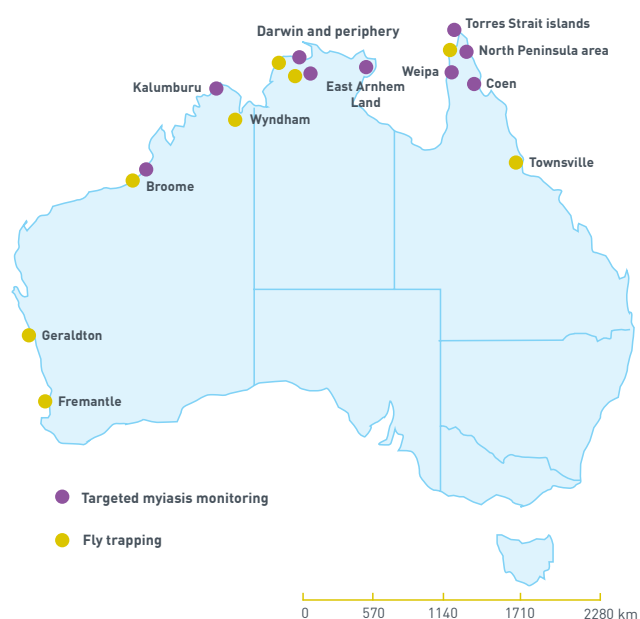 Torres Strait islands
Darwin and periphery
North Peninsula area
Weipa
Kalumburu
East Arnhem
Land
Coen
Wyndham
Townsville
Broome
Geraldton
Fremantle
Targeted myiasis monitoring
Fly trapping
0 570 1140 1710 2280 km